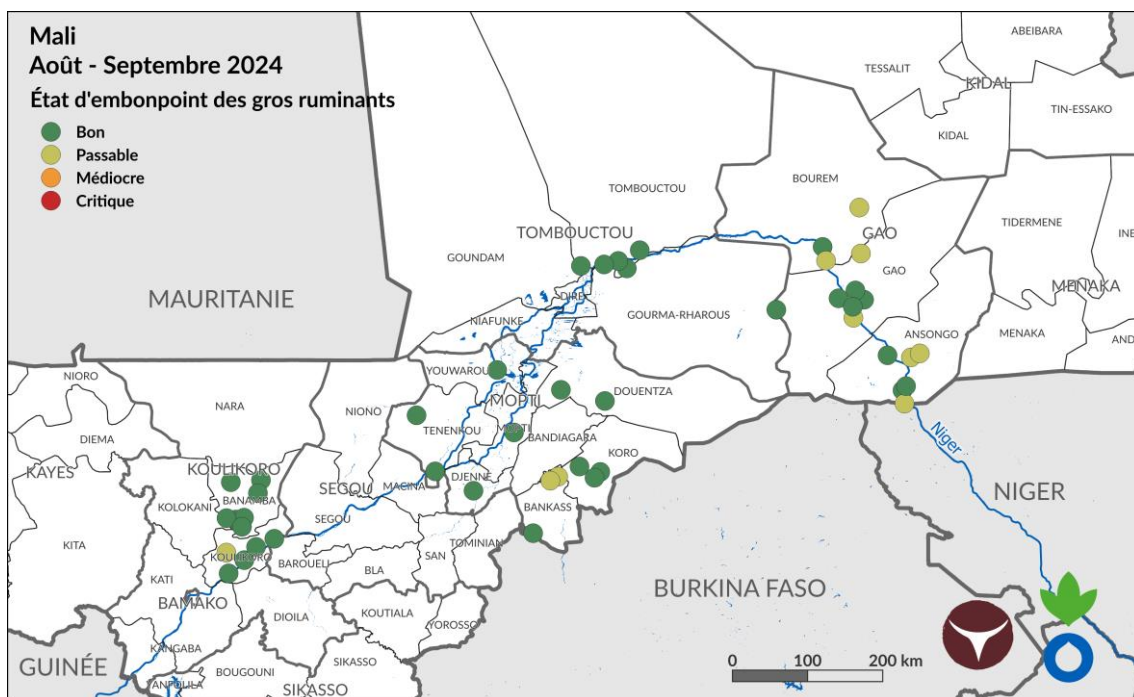 Mali
Août - Septembre 2024
État d'embonpoint des gros ruminants
Bon
Passable
Médiocre
Critique
ABEIBARA
TESSALIT
KIDAL
TIN-ESSAKO
KIDAL
BOUREM
TOMBOUCTOU
TIDERMENE
TOMBOUCTOU
GAO
INE
GOUNDAM
GAO
MAURITANIE
DIRE
MENAKA
NIAFUNKE
GOURMA-RHAROUS
ANSONGO
MENAKA
AND
YOUWAROU
NIORO
DOUENTZA
NARA
NIONO
MOPTI
TENENKOU
MOPTI
BANDIAGARA
Niger
DIEMA
KORO
KAYES
KOULIKORO
SEGOU
MACINA
DJENNE
NIGER
BANAMBA
KOLOKANI
BANKASS
SEGOU
KITA
TOMINIAN
KOULIKORO
BAROUELI
SAN
BLA
KATI
BURKINA FASO
BAMAKO
DIOILA
KOUTIALA
YOROSSO
KANGABA
GUINÉE
SIKASSO
BOUGOUNI
SIKASSO
0 100 200 km